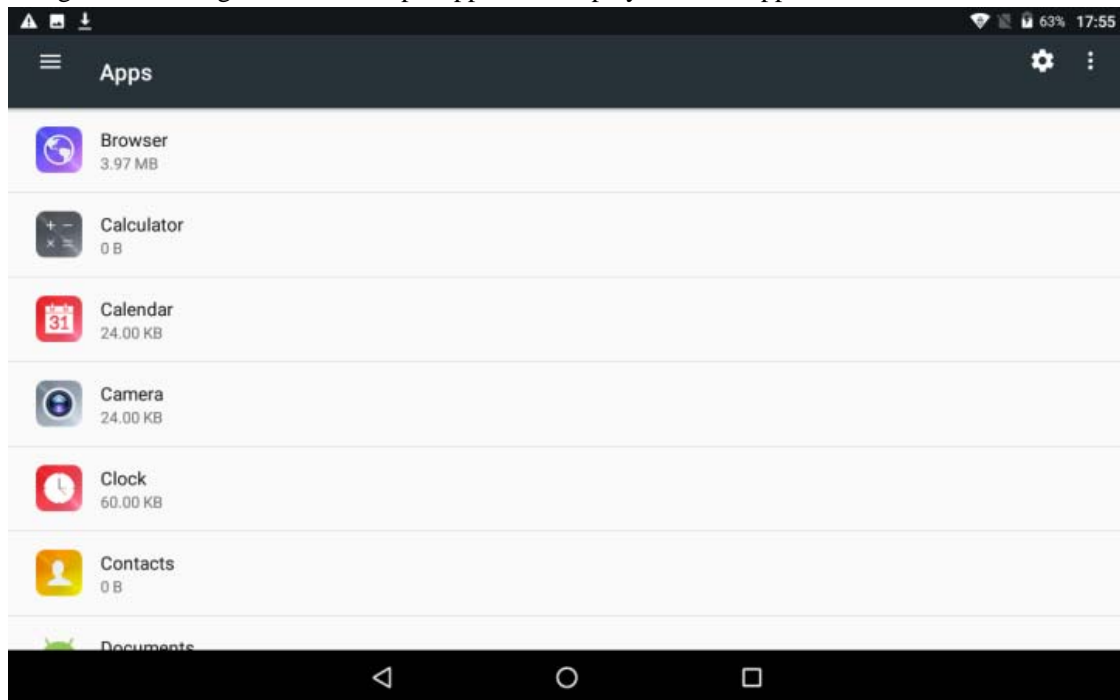 63% 17:55
Apps
Browser
3.97 MB
31
Calculator
0 B
Calendar
24.00 KB
Camera
24.00 KB
Clock
60.00 KB
Contacts
0 B
Documents